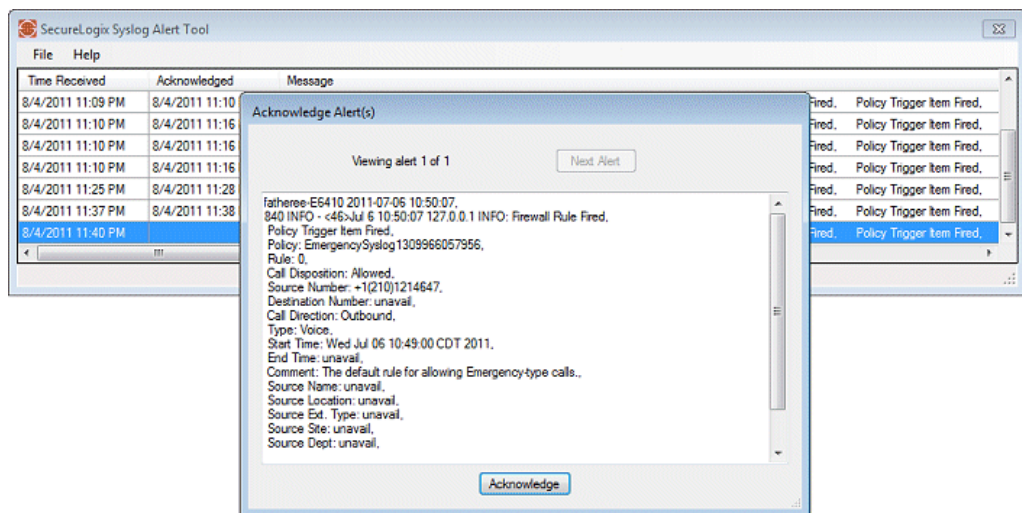 SecureLogix Syslog Alert Tool
File Help
Time Received Acknowledged Message
8/4/2011 11:09 PM 8/4/2011 11:10 Fired, Policy Trigger Item Fired,
8/4/2011 11:10 PM 8/4/2011 11:16 Fired, Policy Trigger Item Fired,
8/4/2011 11:10 PM 8/4/2011 11:16 Fired, Policy Trigger Item Fired,
8/4/2011 11:10 PM 8/4/2011 11:16 Fired, Policy Trigger Item Fired,
8/4/2011 11:25 PM 8/4/2011 11:28 Fired, Policy Trigger Item Fired,
8/4/2011 11:37 PM 8/4/2011 11:38 Fired, Policy Trigger Item Fired,
8/4/2011 11:40 PM Fired, Policy Trigger Item Fired,
Acknowledge Alert(s)
Viewing alert 1 of 1 Next Alert
fatheree-E6410 2011-07-06 10:50:07,
840 INFO - <46>Jul 6 10:50:07 127.0.0.1 INFO: Firewall Rule Fired,
Policy Trigger Item Fired,
Policy: EmergencySyslog1309966057956,
Rule: 0,
Call Disposition: Allowed,
Source Number: +1(210)1214647,
Destination Number: unavail,
Call Direction: Outbound,
Type: Voice,
Start Time: Wed Jul 06 10:49:00 CDT 2011,
End Time: unavail,
Comment: The default rule for allowing Emergency-type calls.,
Source Name: unavail,
Source Location: unavail,
Source Ext. Type: unavail,
Source Site: unavail,
Source Dept: unavail,
Acknowledge